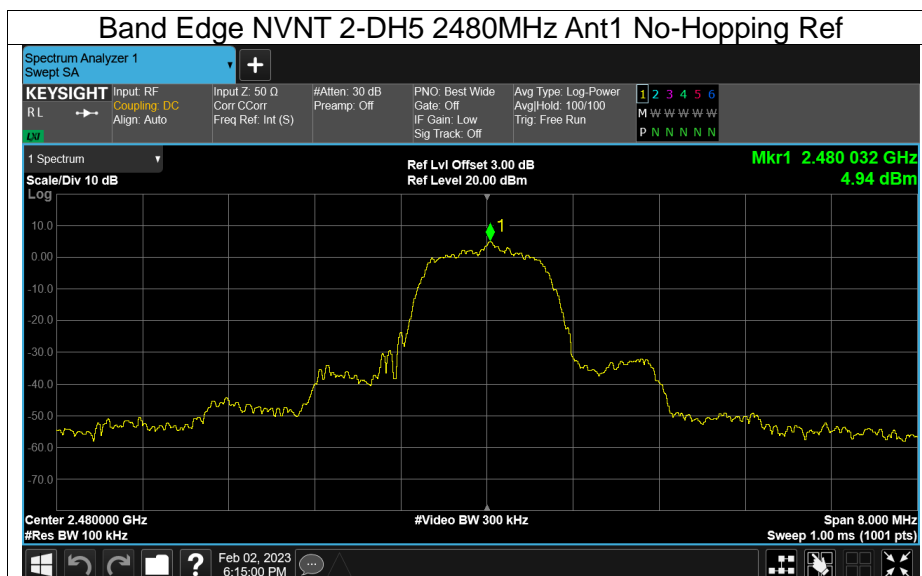 Band Edge NVNT 2-DH5 2480MHz Ant1 No-Hopping Ref
Spectrum Analyzer 1
Swept SA
+
KEYSIGHT
R L
LXI
Input: RF
Coupling: DC
Align: Auto
Input Z: 50 Ω
Corr CCorr
Freq Ref: Int (S)
#Atten: 30 dB
Preamp: Off
PNO: Best Wide
Gate: Off
IF Gain: Low
Sig Track: Off
Avg Type: Log-Power
Avg|Hold: 100/100
Trig: Free Run
1 2 3 4 5 6
M W W W W W
P N N N N N
1 Spectrum
Scale/Div 10 dB
Log
Ref Lvl Offset 3.00 dB
Ref Level 20.00 dBm
Mkr1 2.480 032 GHz
4.94 dBm
1
10.0
0.00
-10.0
-20.0
-30.0
-40.0
-50.0
-60.0
-70.0
Center 2.480000 GHz
#Res BW 100 kHz
#Video BW 300 kHz
Span 8.000 MHz
Sweep 1.00 ms (1001 pts)
?
Feb 02, 2023
6:15:00 PM